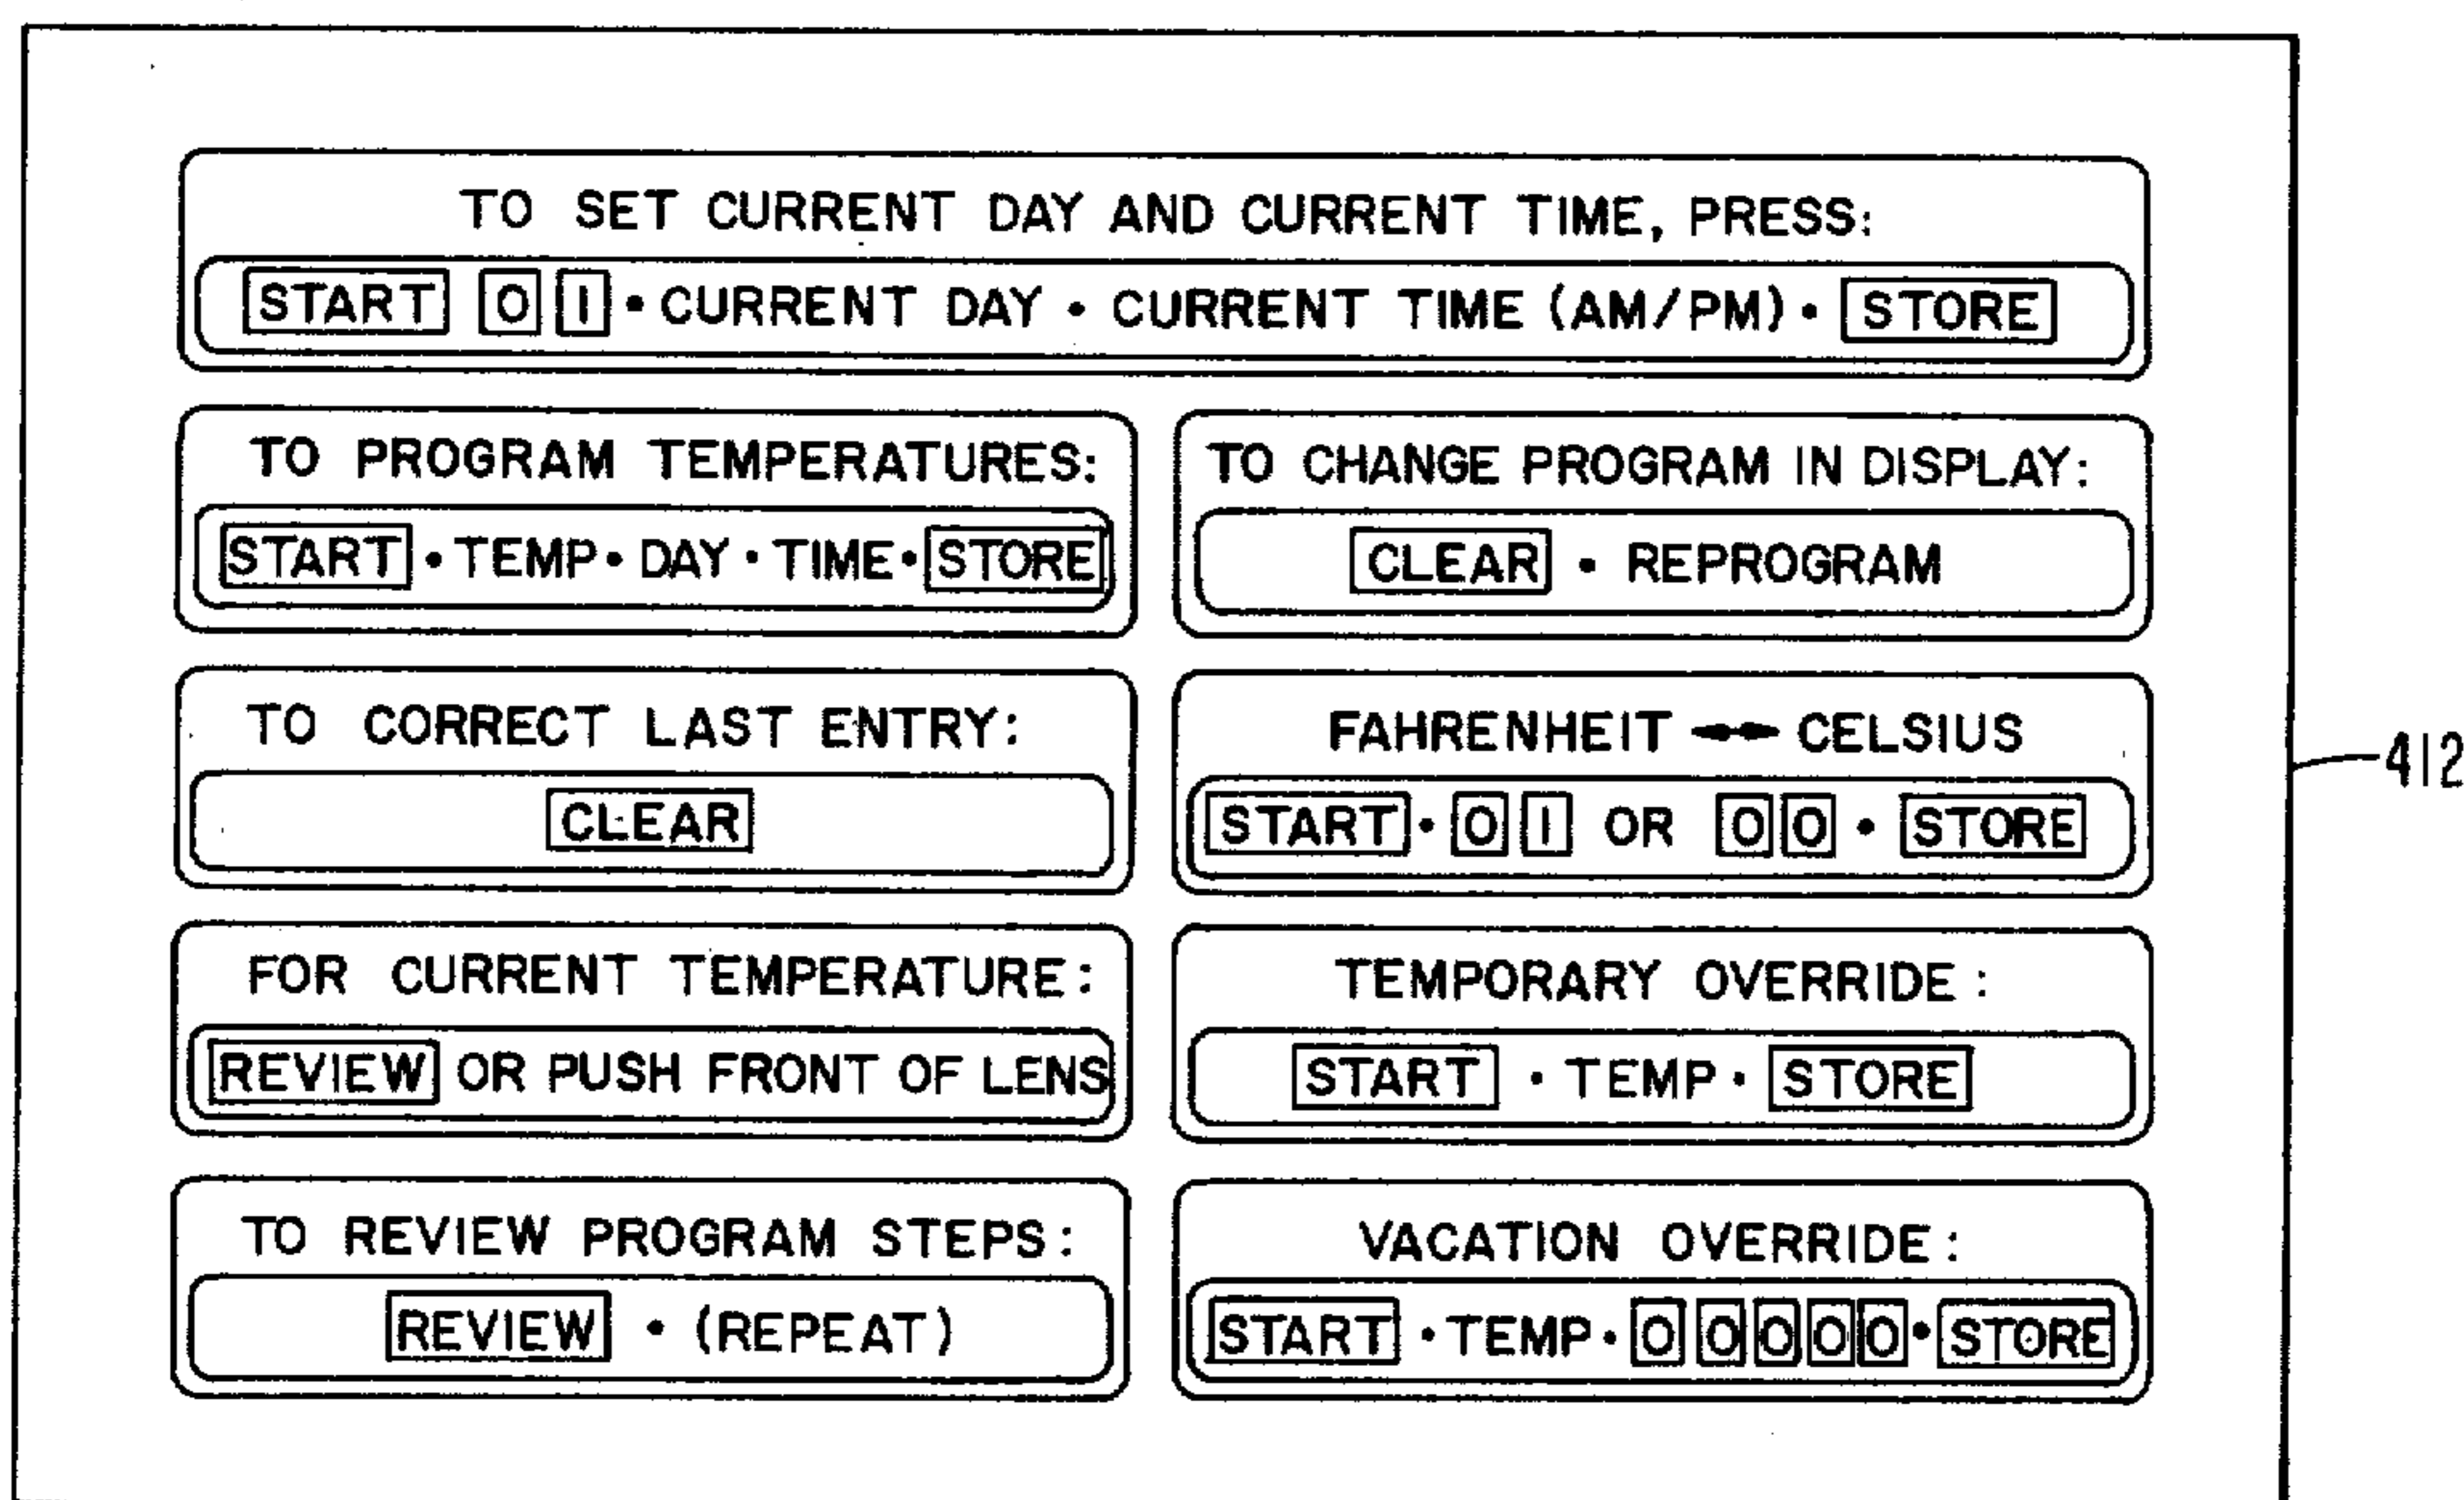 TO SET CURRENT DAY AND CURRENT TIME, PRESS:
START 0 1 • CURRENT DAY • CURRENT TIME (AM/PM) • STORE
TO PROGRAM TEMPERATURES:
START • TEMP • DAY • TIME • STORE
TO CHANGE PROGRAM IN DISPLAY:
CLEAR • REPROGRAM
TO CORRECT LAST ENTRY:
CLEAR
FAHRENHEIT ◄► CELSIUS
START • 0 1 OR 0 0 • STORE
412
FOR CURRENT TEMPERATURE:
REVIEW OR PUSH FRONT OF LENS
TEMPORARY OVERRIDE:
START • TEMP • STORE
TO REVIEW PROGRAM STEPS:
REVIEW • (REPEAT)
VACATION OVERRIDE:
START • TEMP • 0 0 0 0 0 • STORE